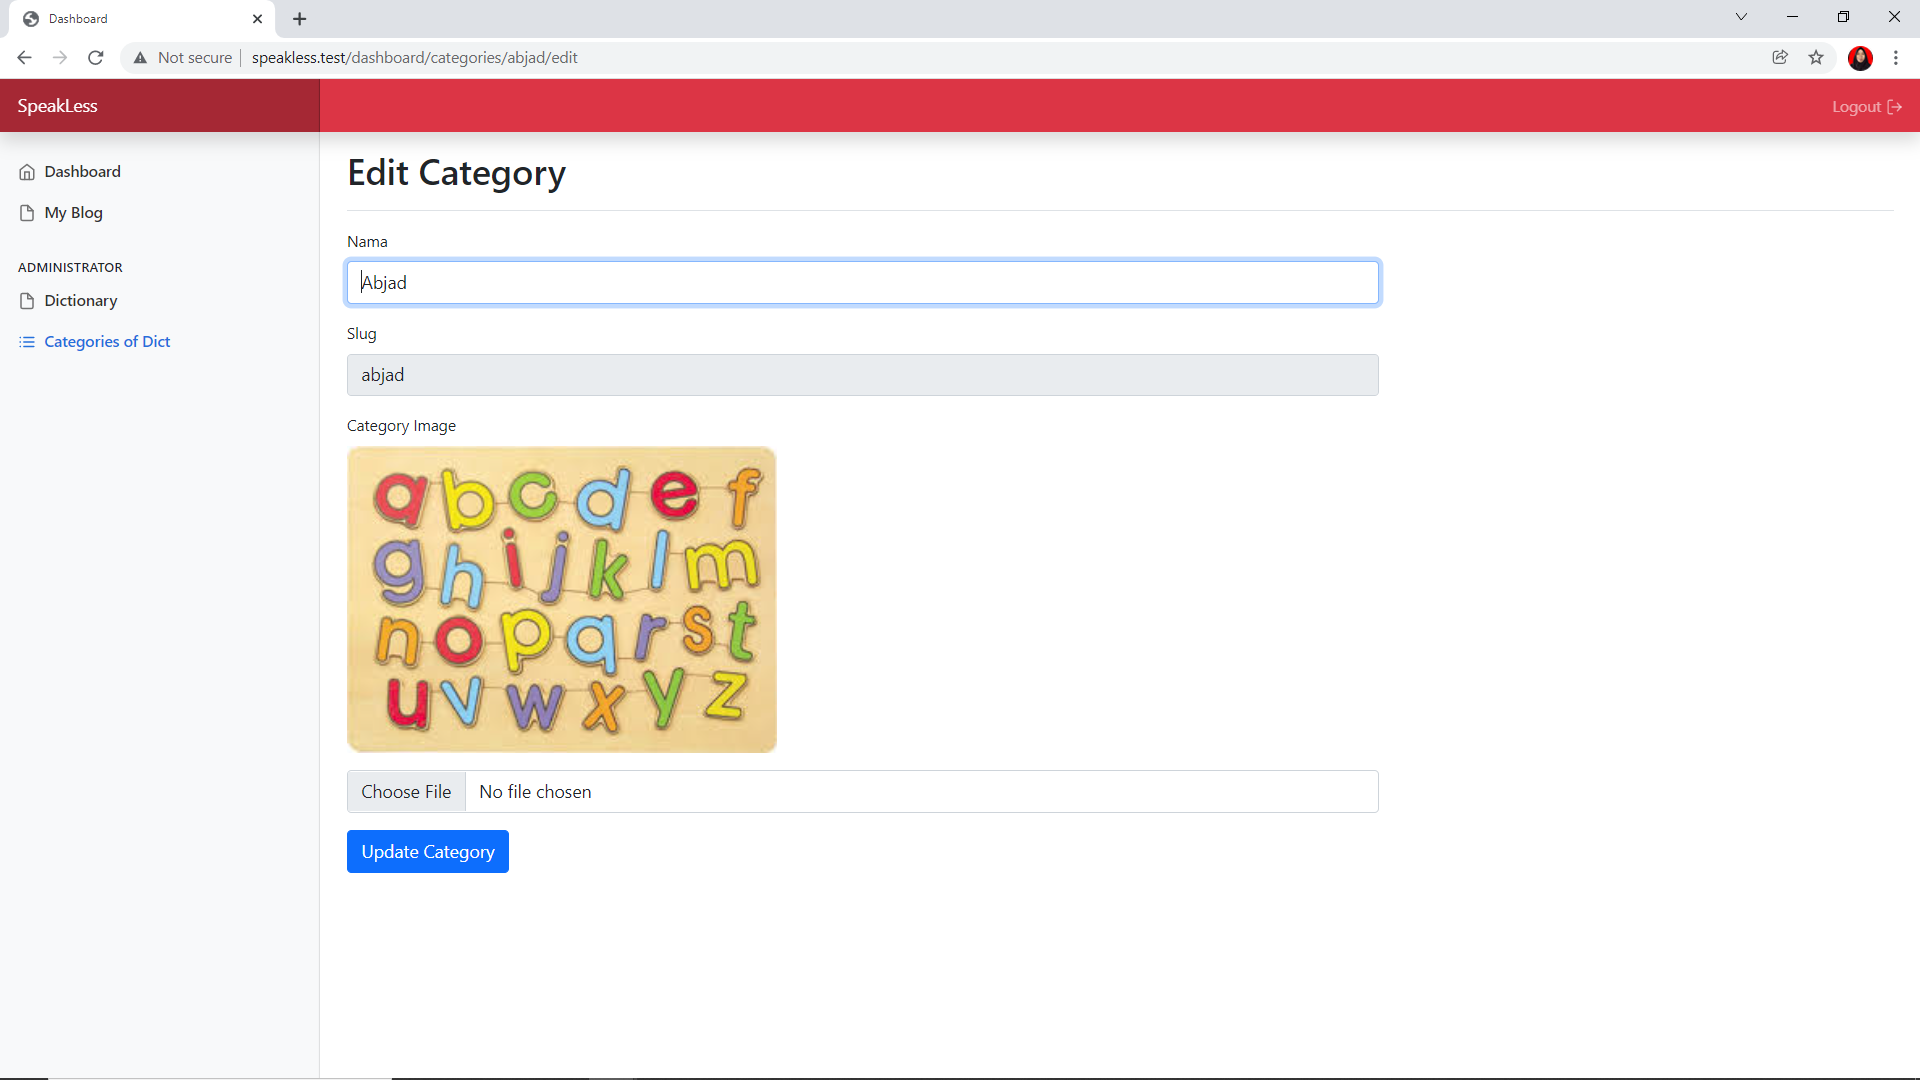 Dashboard
Not secure
speakless.test/dashboard/categories/abjad/edit
SpeakLess
Logout
Dashboard
My Blog
ADMINISTRATOR
Dictionary
Categories of Dict
Edit Category
Nama
Abjad
Slug
abjad
Category Image
a b c d e f
g h i j k l m
n o p q r s t
u v w x y z
Choose File
No file chosen
Update Category